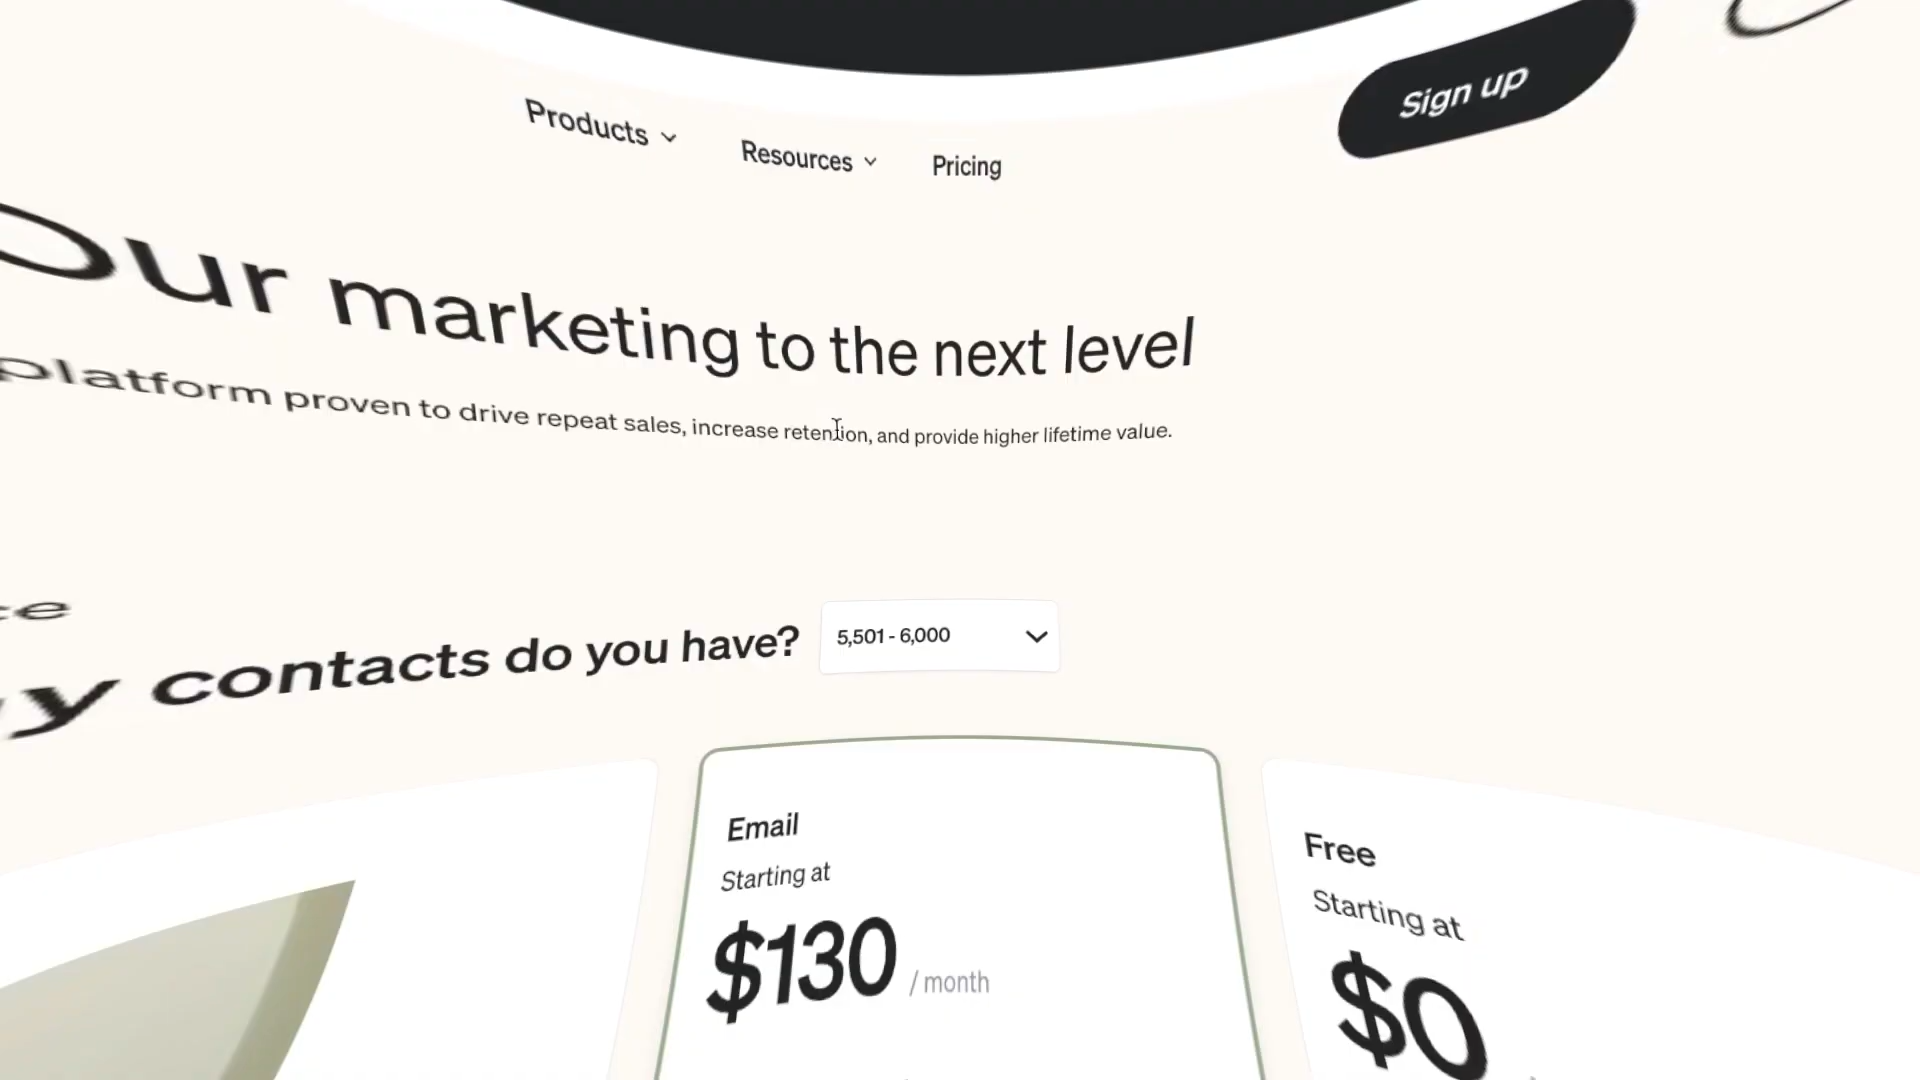 Products
Resources
Pricing
Sign up
Our marketing to the next level
platform proven to drive repeat sales, increase retention, and provide higher lifetime value.
contacts do you have?
5,501 - 6,000
Email
Starting at
$130 / month
Free
Starting at
$0